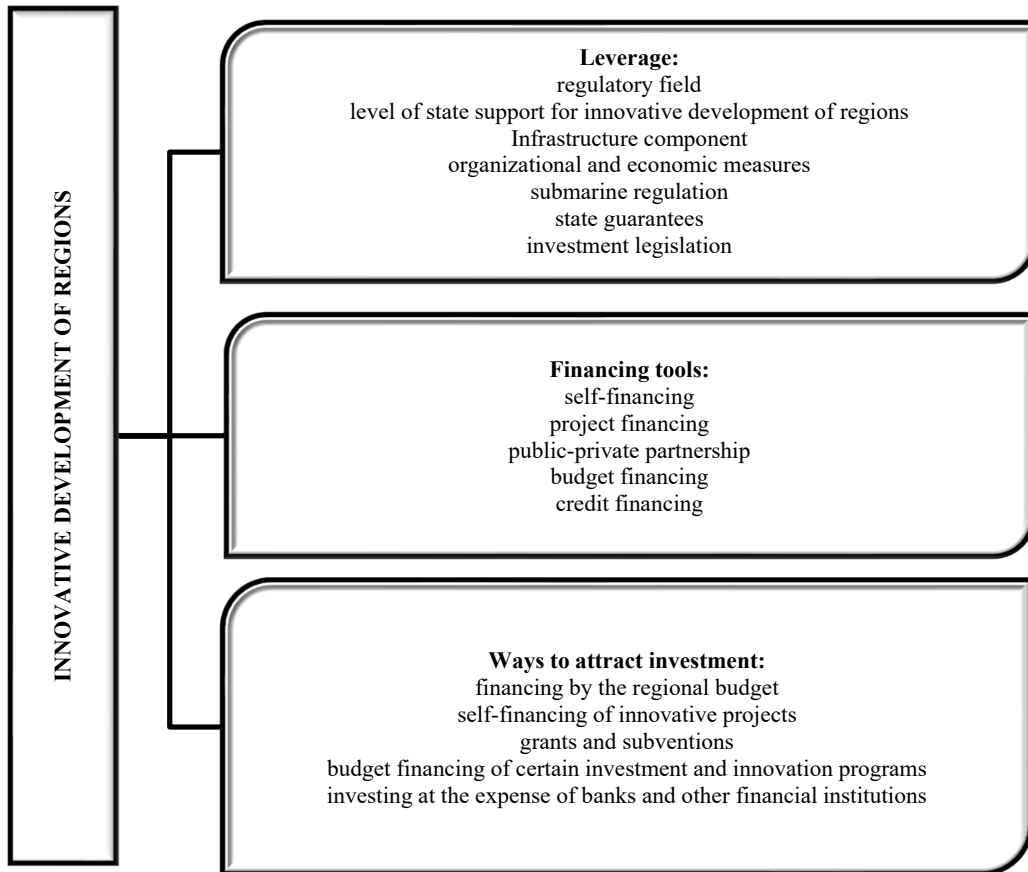 INNOVATIVE DEVELOPMENT OF REGIONS
Leverage:
regulatory field
level of state support for innovative development of regions
Infrastructure component
organizational and economic measures
submarine regulation
state guarantees
investment legislation
Financing tools:
self-financing
project financing
public-private partnership
budget financing
credit financing
Ways to attract investment:
financing by the regional budget
self-financing of innovative projects
grants and subventions
budget financing of certain investment and innovation programs
investing at the expense of banks and other financial institutions